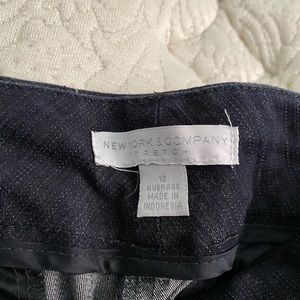 NEW YORK & COMPANY
STRETCH
12
AVERAGE
MADE IN
INDONESIA